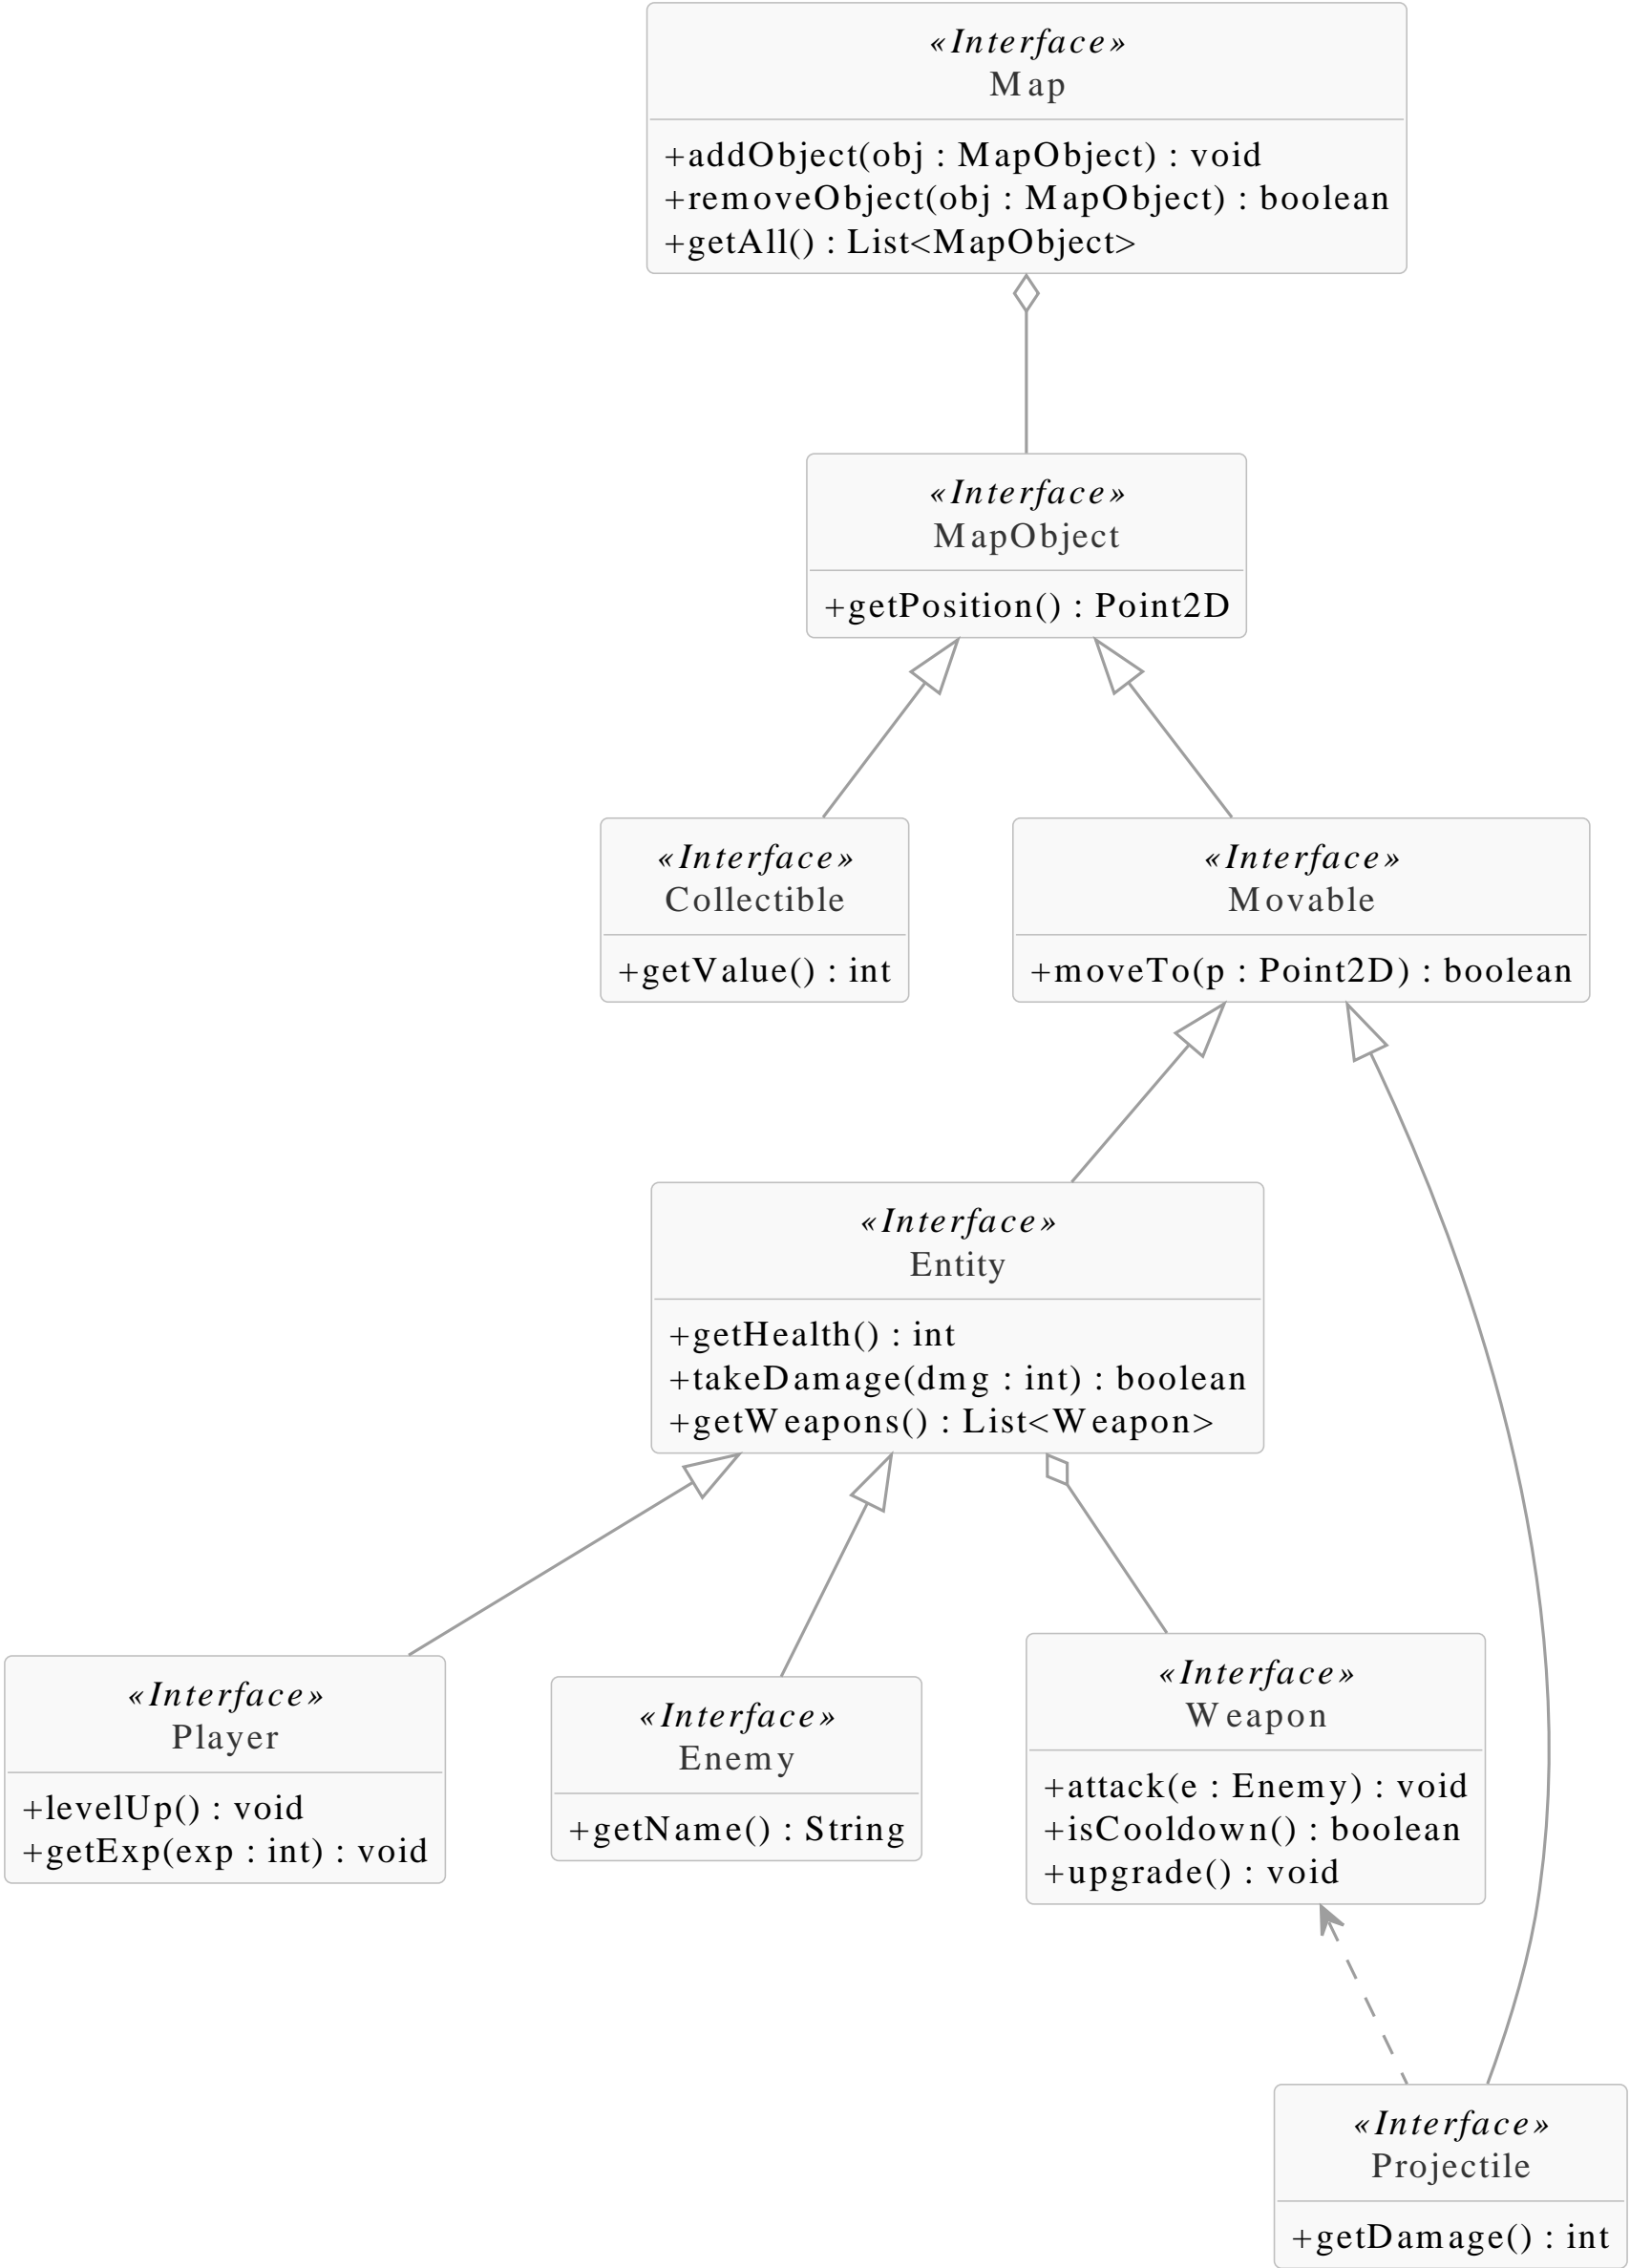 «Interface»
Map
+addObject(obj : MapObject) : void
+removeObject(obj : MapObject) : boolean
+getAll() : List<MapObject>
«Interface»
MapObject
+getPosition() : Point2D
«Interface»
Collectible
+getValue() : int
«Interface»
Movable
+moveTo(p : Point2D) : boolean
«Interface»
Entity
+getHealth() : int
+takeDamage(dmg : int) : boolean
+getWeapons() : List<Weapon>
«Interface»
Player
+levelUp() : void
+getExp(exp : int) : void
«Interface»
Enemy
+getName() : String
«Interface»
Weapon
+attack(e : Enemy) : void
+isCooldown() : boolean
+upgrade() : void
«Interface»
Projectile
+getDamage() : int